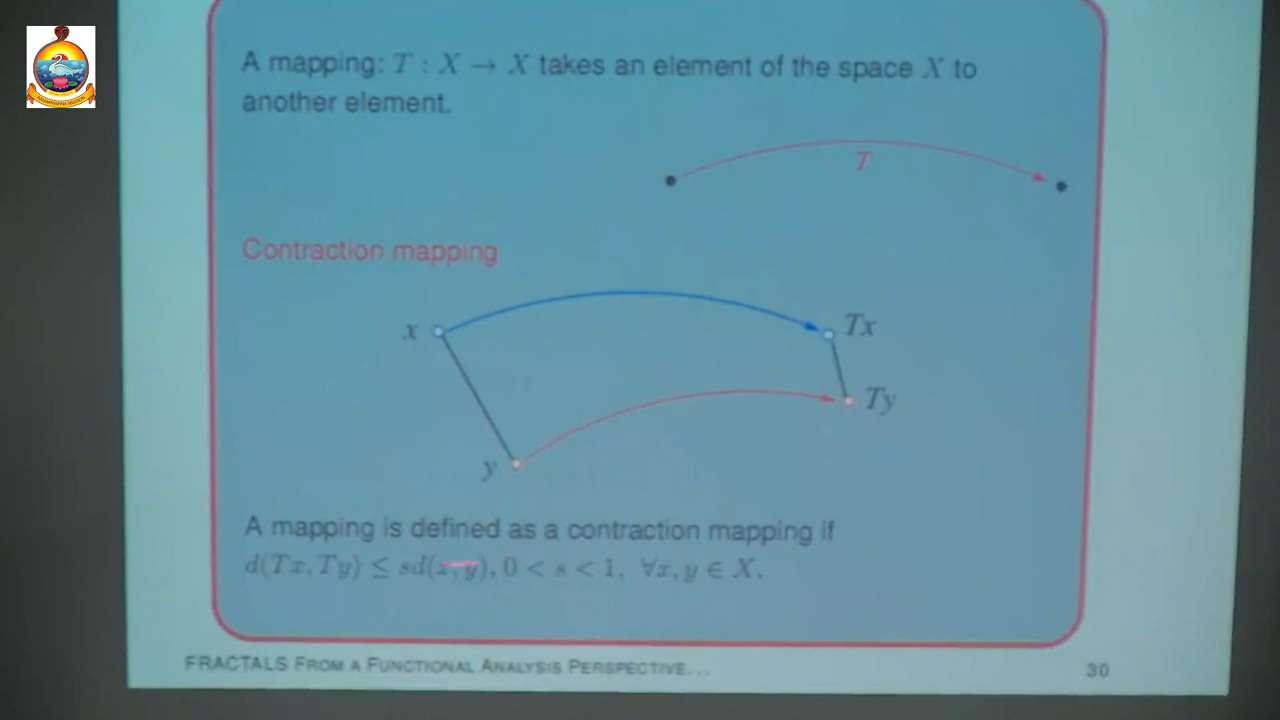 A mapping: T : X → X takes an element of the space X to
another element.
T
Contraction mapping
x
Tx
Ty
y
A mapping is defined as a contraction mapping if
d(Tx, Ty) ≤ sd(x, y), 0 < s < 1, ∀x, y ∈ X.
FRACTALS FROM A FUNCTIONAL ANALYSIS PERSPECTIVE...
30